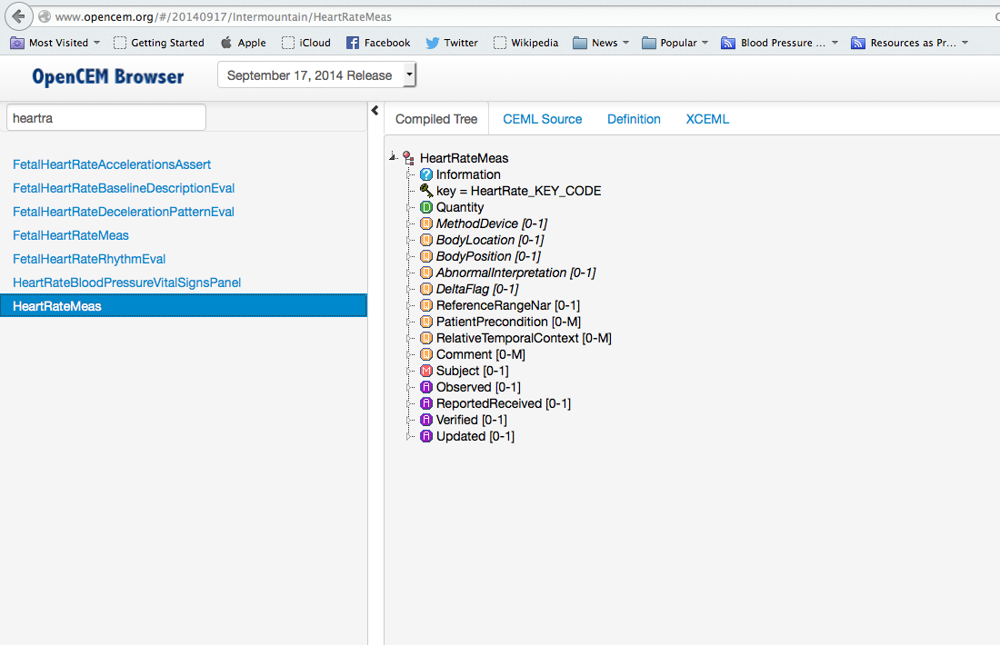 www.opencem.org/#/20140917/Intermountain/HeartRateMeas
Most Visited Getting Started Apple iCloud Facebook Twitter Wikipedia News Popular Blood Pressure ... Resources as Pr...
OpenCEM Browser September 17, 2014 Release
heartra
FetalHeartRateAccelerationsAssert
FetalHeartRateBaselineDescriptionEval
FetalHeartRateDecelerationPatternEval
FetalHeartRateMeas
FetalHeartRateRhythmEval
HeartRateBloodPressureVitalSignsPanel
HeartRateMeas
Compiled Tree CEML Source Definition XCEML
HeartRateMeas
? Information
key = HeartRate_KEY_CODE
D Quantity
MethodDevice [0-1]
BodyLocation [0-1]
BodyPosition [0-1]
AbnormalInterpretation [0-1]
DeltaFlag [0-1]
ReferenceRangeNar [0-1]
PatientPrecondition [0-M]
RelativeTemporalContext [0-M]
Comment [0-M]
M Subject [0-1]
A Observed [0-1]
A ReportedReceived [0-1]
A Verified [0-1]
A Updated [0-1]